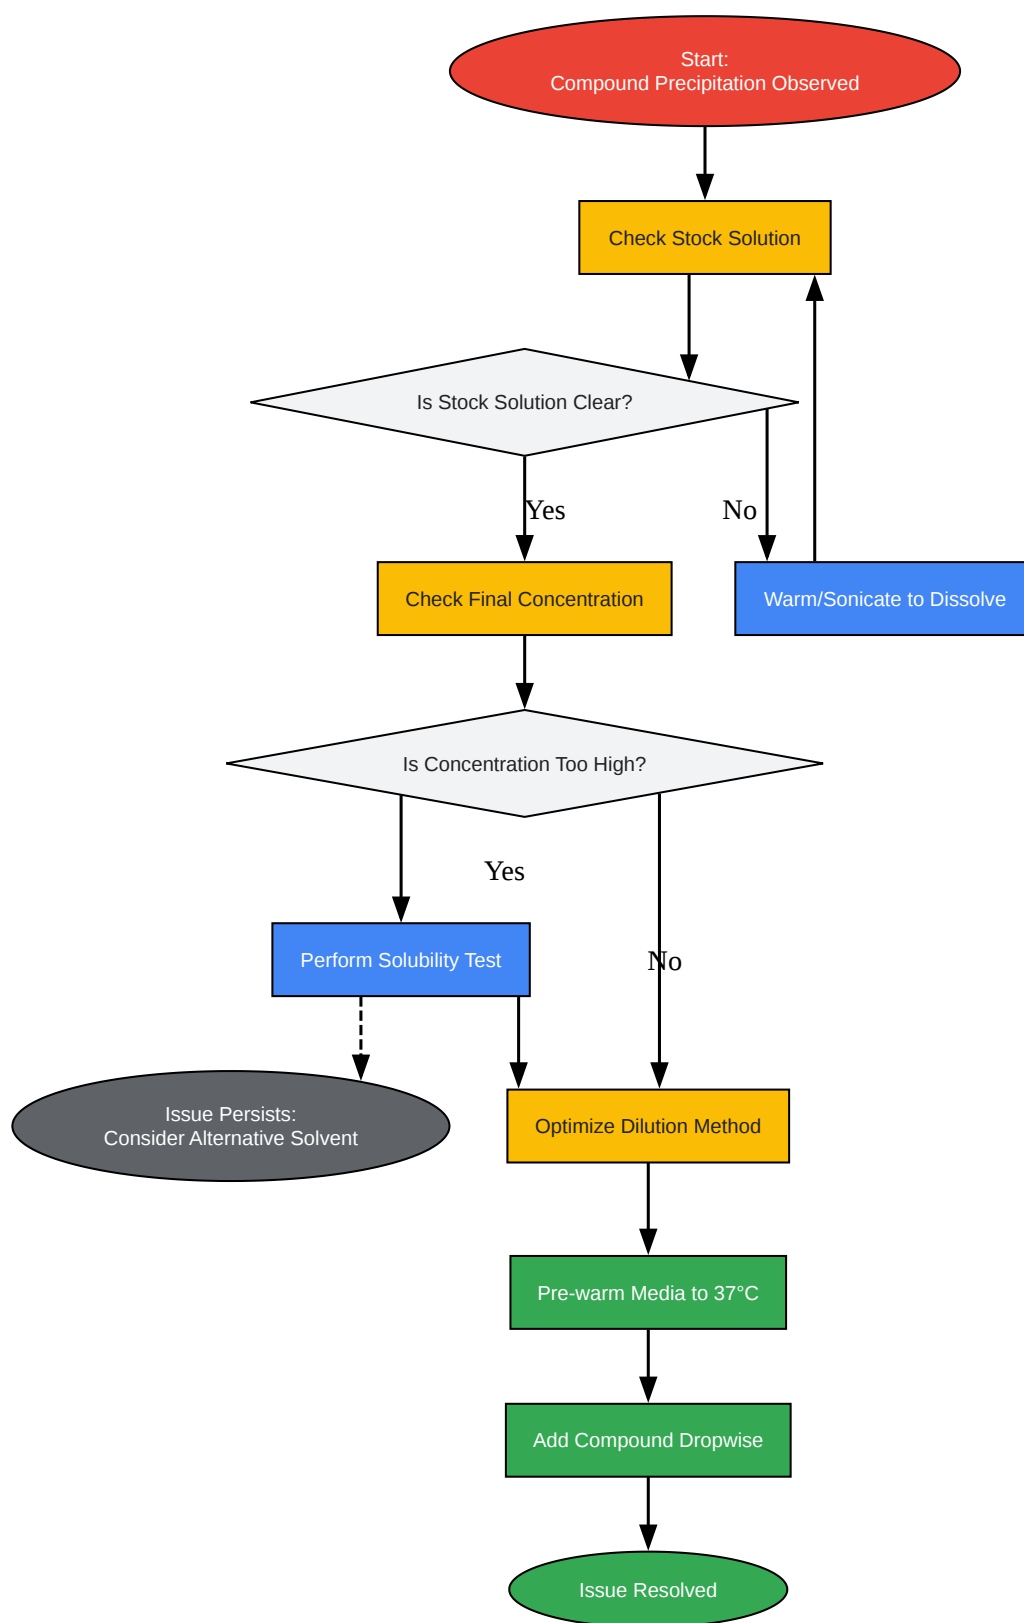 Start:
Compound Precipitation Observed
Check Stock Solution
Is Stock Solution Clear?
Yes
No
Check Final Concentration
Warm/Sonicate to Dissolve
Is Concentration Too High?
Yes
Perform Solubility Test
No
Issue Persists:
Consider Alternative Solvent
Optimize Dilution Method
Pre-warm Media to 37°C
Add Compound Dropwise
Issue Resolved